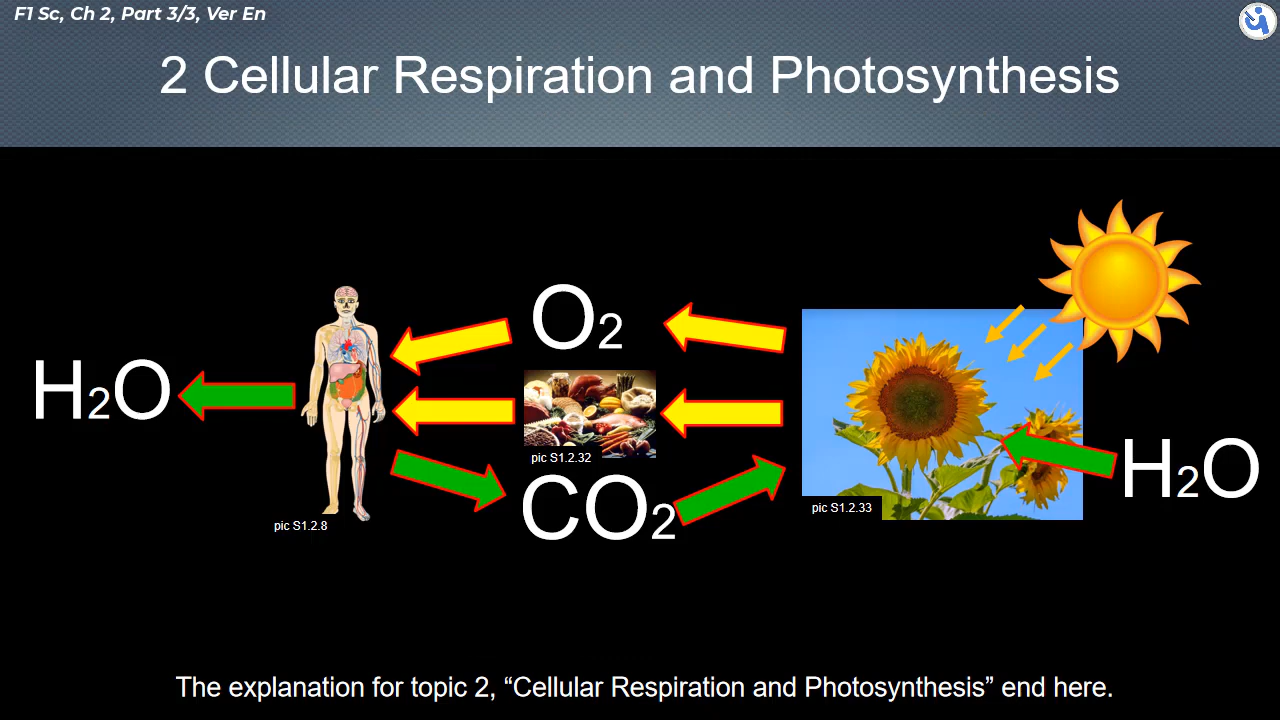 F1 Sc, Ch 2, Part 3/3, Ver En
2 Cellular Respiration and Photosynthesis
O2
H2O
pic S1.2.32
H2O
CO2
pic S1.2.33
pic S1.2.8
The explanation for topic 2, “Cellular Respiration and Photosynthesis” end here.